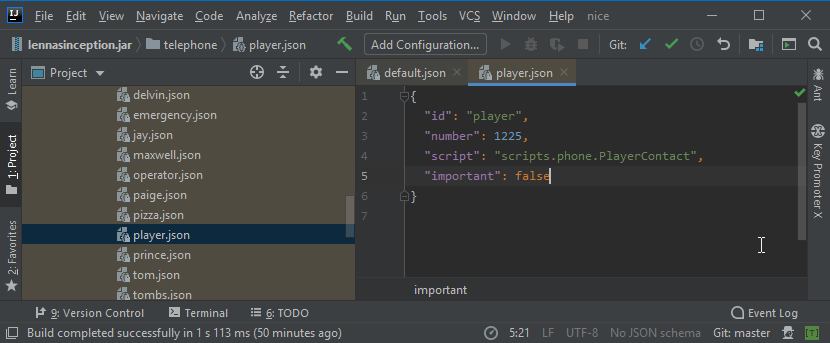 IJ File Edit View Navigate Code Analyze Refactor Build Run Tools VCS Window Help nice
lennasinception.jar telephone player.json Add Configuration... Git:
Project
default.json player.json
Learn
1: Project
2: Favorites
delvin.json
emergency.json
jay.json
maxwell.json
operator.json
paige.json
pizza.json
player.json
prince.json
tom.json
tombs.json
1 {
2 "id": "player",
3 "number": 1225,
4 "script": "scripts.phone.PlayerContact",
5 "important": false
6 }
7
important
Ant
Key Promoter X
9: Version Control Terminal 6: TODO Event Log
Build completed successfully in 1 s 113 ms (50 minutes ago) 5:21 LF UTF-8 No JSON schema Git: master [T]